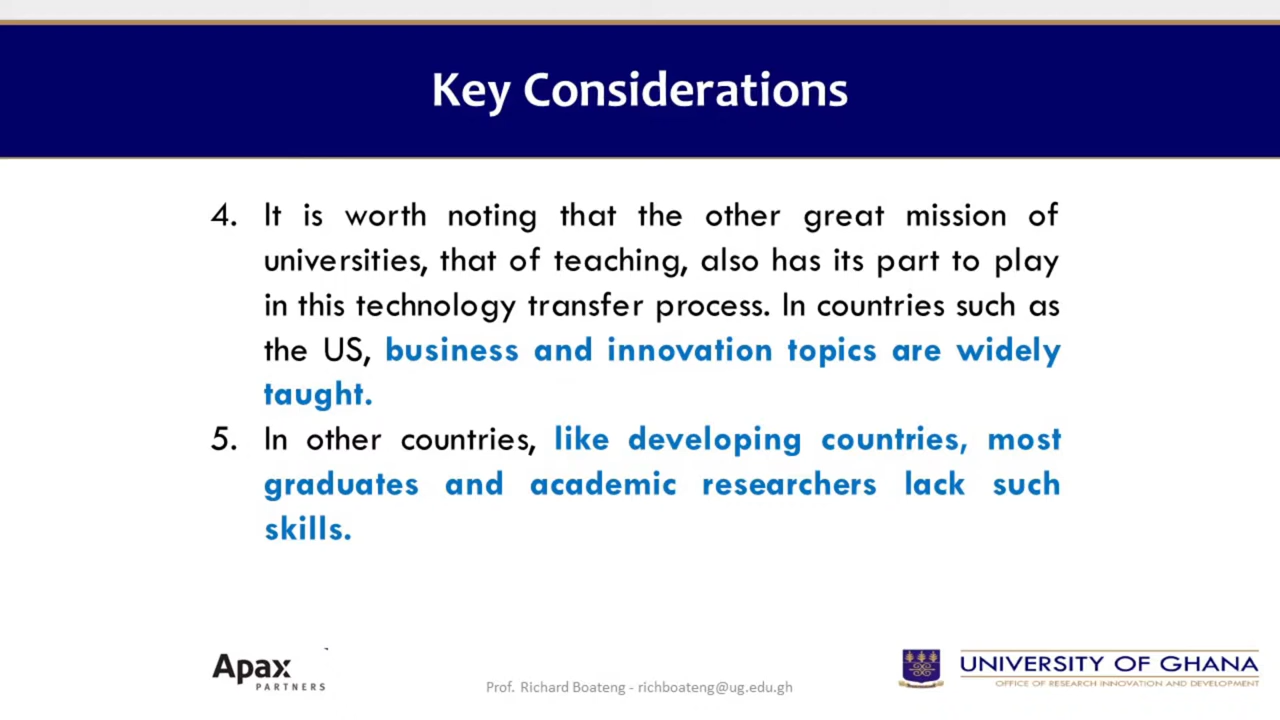 Key Considerations
4. It is worth noting that the other great mission of
universities, that of teaching, also has its part to play
in this technology transfer process. In countries such as
the US, business and innovation topics are widely
taught.
5. In other countries, like developing countries, most
graduates and academic researchers lack such
skills.
Apax
PARTNERS
Prof. Richard Boateng - richboateng@ug.edu.gh
UNIVERSITY OF GHANA
OFFICE OF RESEARCH INNOVATION AND DEVELOPMENT